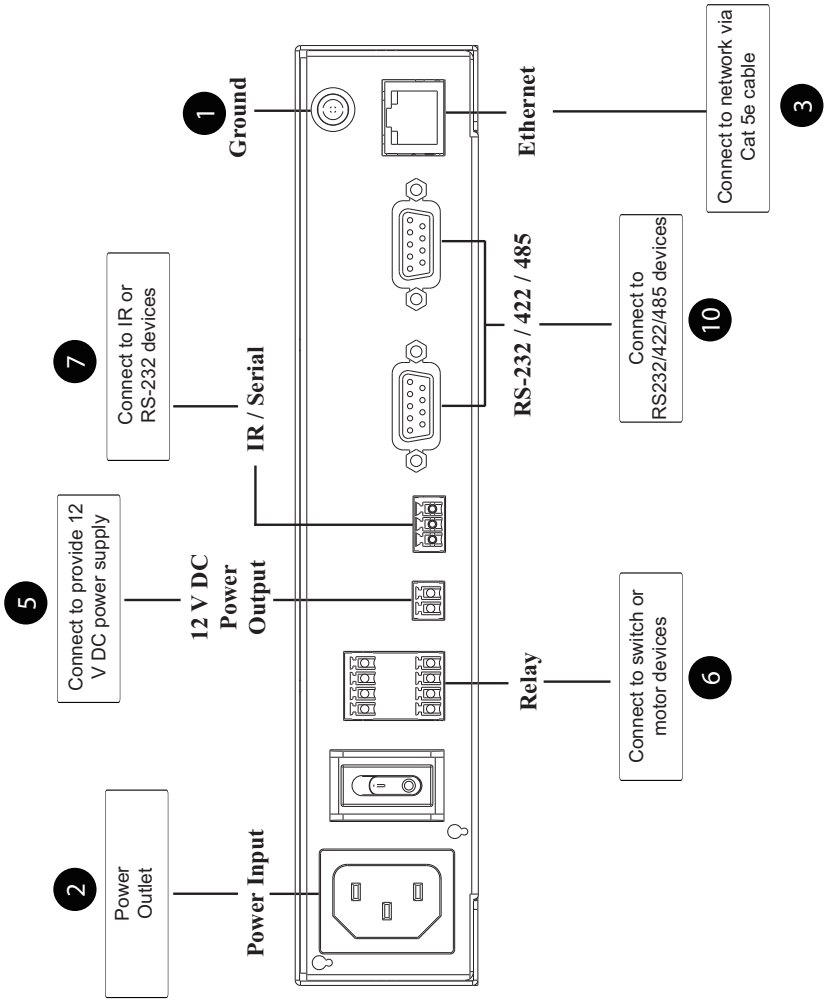 2
Power
Outlet
Power Input
5
Connect to provide 12
V DC power supply
12 V DC
Power
Output
7
Connect to IR or
RS-232 devices
IR / Serial
1
Ground
Relay
Connect to switch or
motor devices
6
RS-232 / 422 / 485
Connect to
RS232/422/485 devices
10
Ethernet
Connect to network via
Cat 5e cable
3